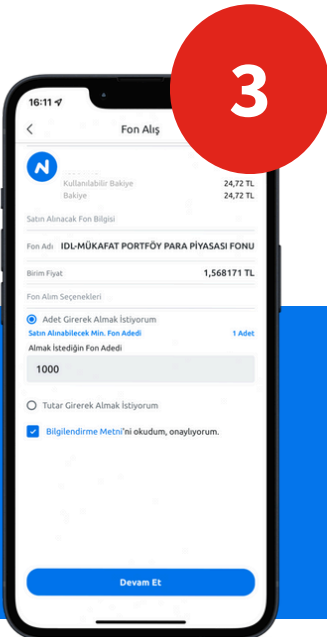 3
16:11
Fon Alış
Kullanılabilir Bakiye 24,72 TL
Bakiye 24,72 TL
Satın Alınacak Fon Bilgisi
Fon Adı IDL-MÜKAFAT PORTFÖY PARA PİYASASI FONU
Birim Fiyat 1,568171 TL
Fon Alım Seçenekleri
Adet Girerek Almak İstiyorum
Satın Alınabilecek Min. Fon Adedi 1 Adet
Almak İstediğin Fon Adedi
1000
Tutar Girerek Almak İstiyorum
Bilgilendirme Metni'ni okudum, onaylıyorum.
Devam Et